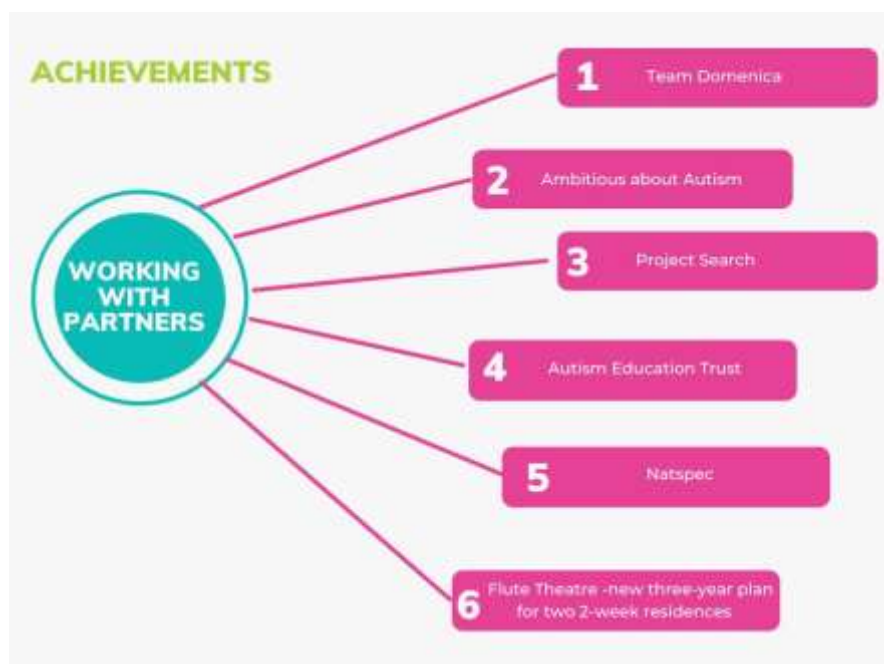 ACHIEVEMENTS
1 Team Domenica
2 Ambitious about Autism
WORKING
WITH
PARTNERS
3 Project Search
4 Autism Education Trust
5 Natspec
6 Flute Theatre -new three-year plan
for two 2-week residences